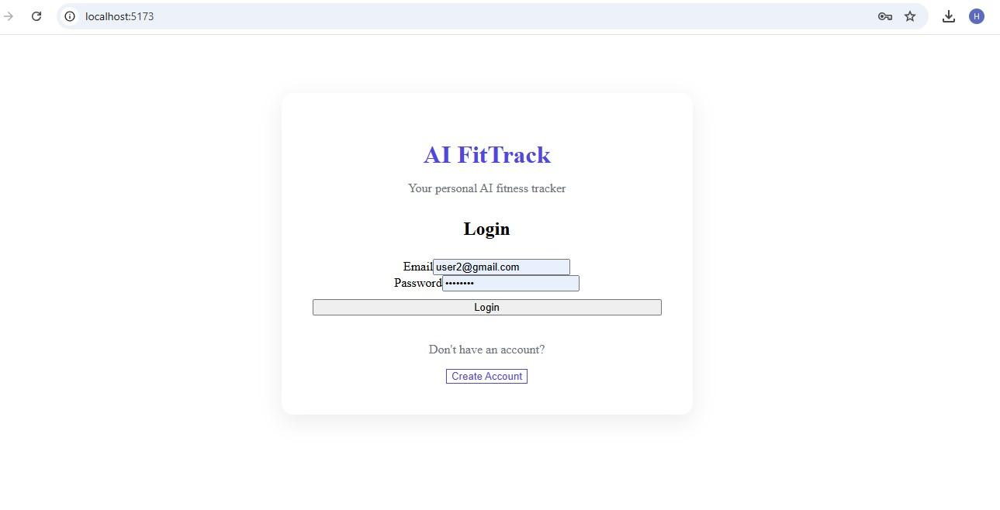 localhost:5173
H
AI FitTrack
Your personal AI fitness tracker
Login
Email user2@gmail.com
Password ••••••••
Login
Don't have an account?
Create Account